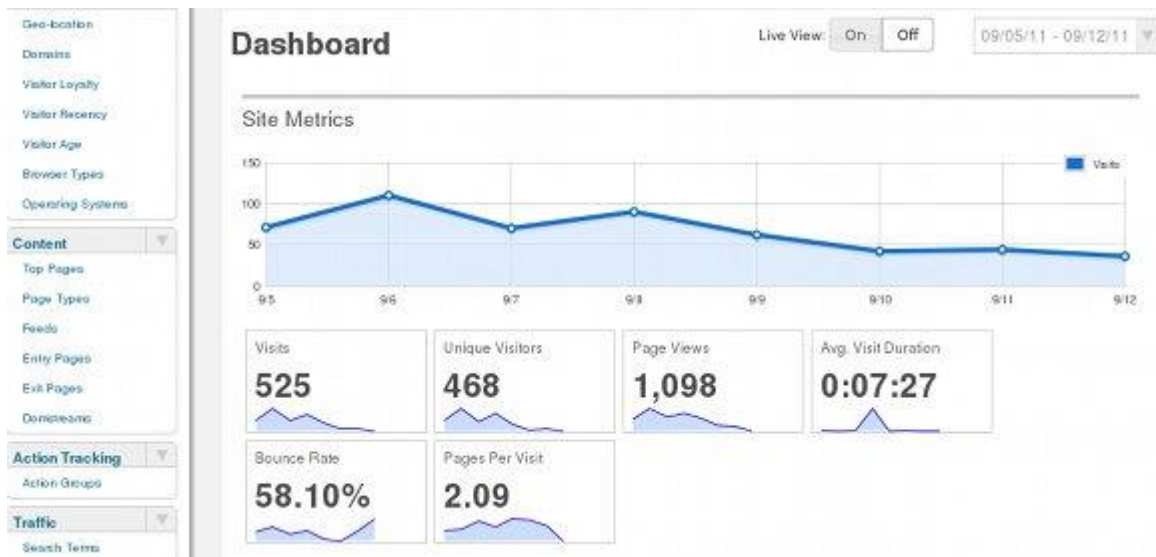 Geo-location
Domains
Visitor Loyalty
Visitor Recency
Visitor Age
Browser Types
Operating Systems
Content
Top Pages
Page Types
Feeds
Entry Pages
Exit Pages
Domstreams
Action Tracking
Action Groups
Traffic
Search Terms
Dashboard
Live View: On Off
09/05/11 - 09/12/11
Site Metrics
Visits
150
100
50
0
9/5 9/6 9/7 9/8 9/9 9/10 9/11 9/12
Visits Unique Visitors Page Views Avg. Visit Duration
525 468 1,098 0:07:27
Bounce Rate Pages Per Visit
58.10% 2.09